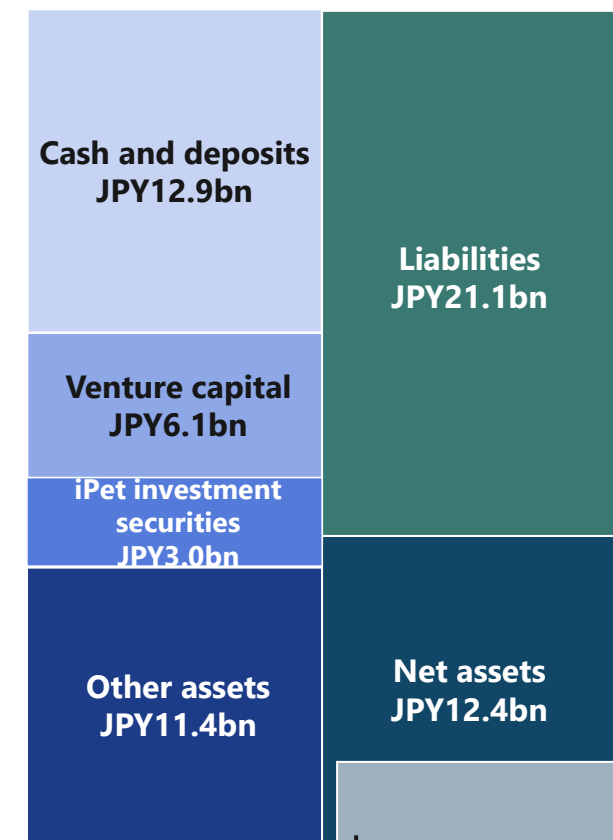 Cash and deposits
JPY12.9bn
Venture capital
JPY6.1bn
iPet investment
securities
JPY3.0bn
Other assets
JPY11.4bn
Liabilities
JPY21.1bn
Net assets
JPY12.4bn